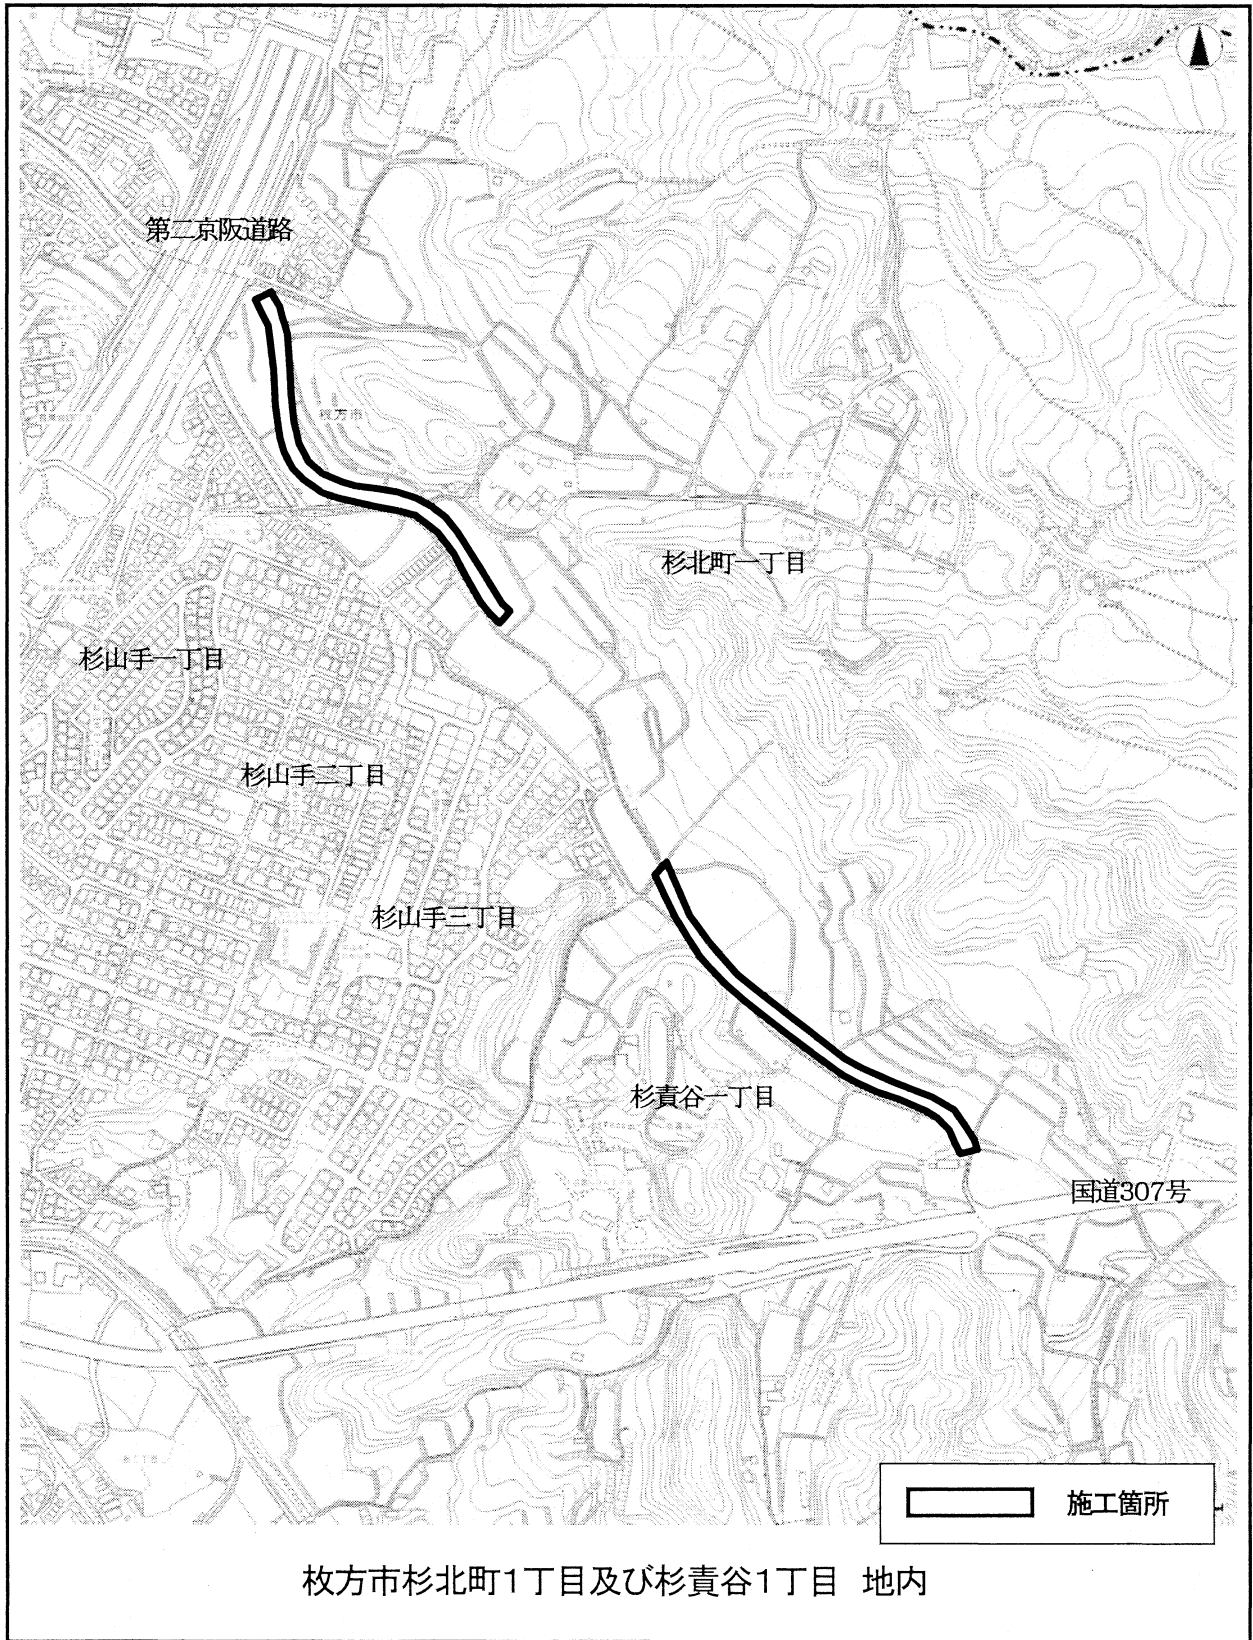 第二京阪道路
枚方市
杉北町一丁目
杉山手一丁目
杉山手二丁目
杉山手三丁目
杉責谷一丁目
国道307号
施工箇所
枚方市杉北町1丁目及び杉責谷1丁目 地内